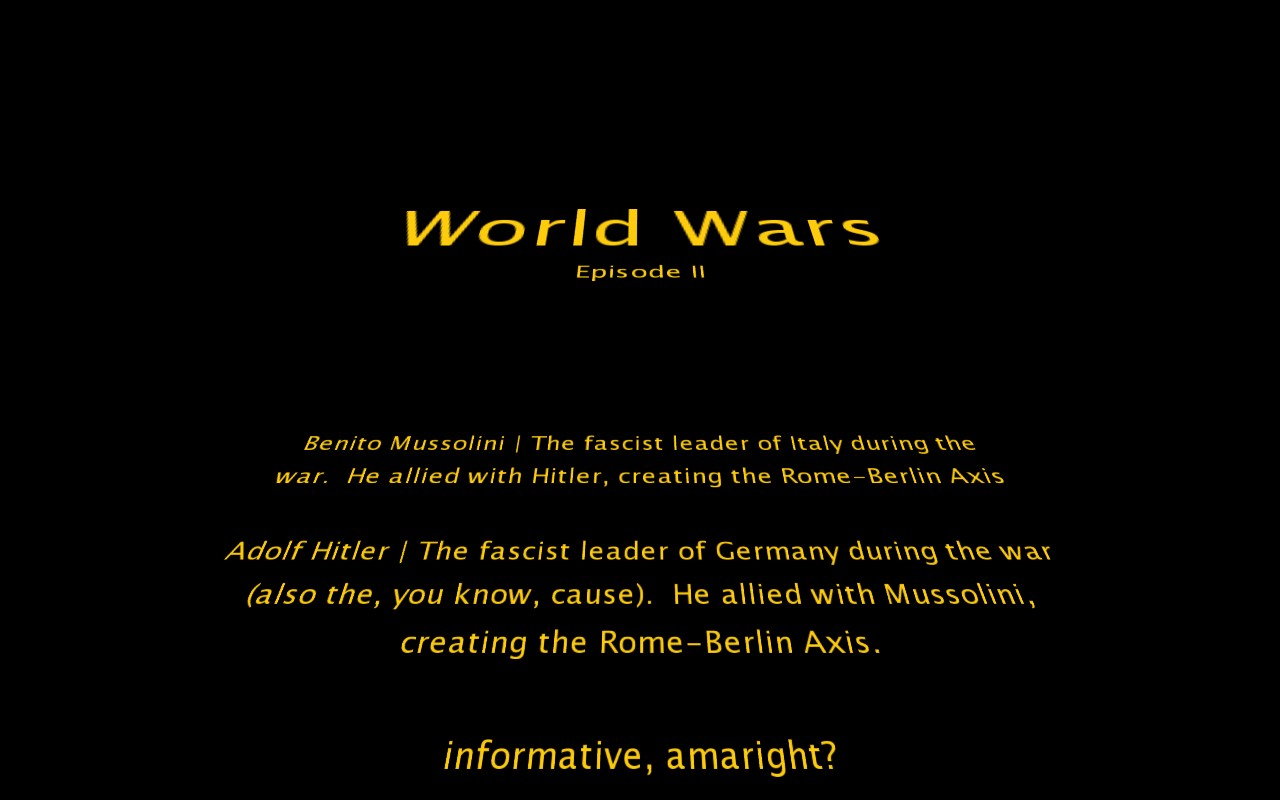 World Wars
Episode II
Benito Mussolini | The fascist leader of Italy during the
war.  He allied with Hitler, creating the Rome-Berlin Axis
Adolf Hitler | The fascist leader of Germany during the war
(also the, you know, cause).  He allied with Mussolini,
creating the Rome-Berlin Axis.
informative, amaright?